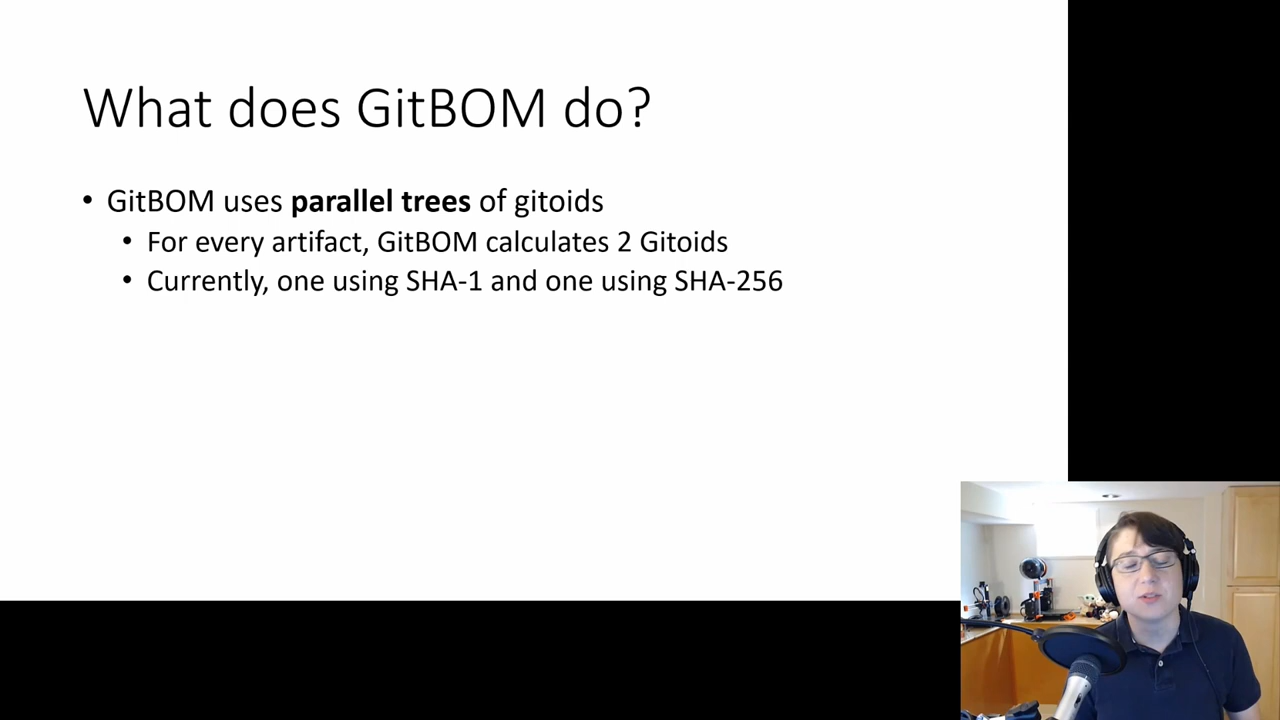 What does GitBOM do?
• GitBOM uses parallel trees of gitoids
• For every artifact, GitBOM calculates 2 Gitoids
• Currently, one using SHA-1 and one using SHA-256